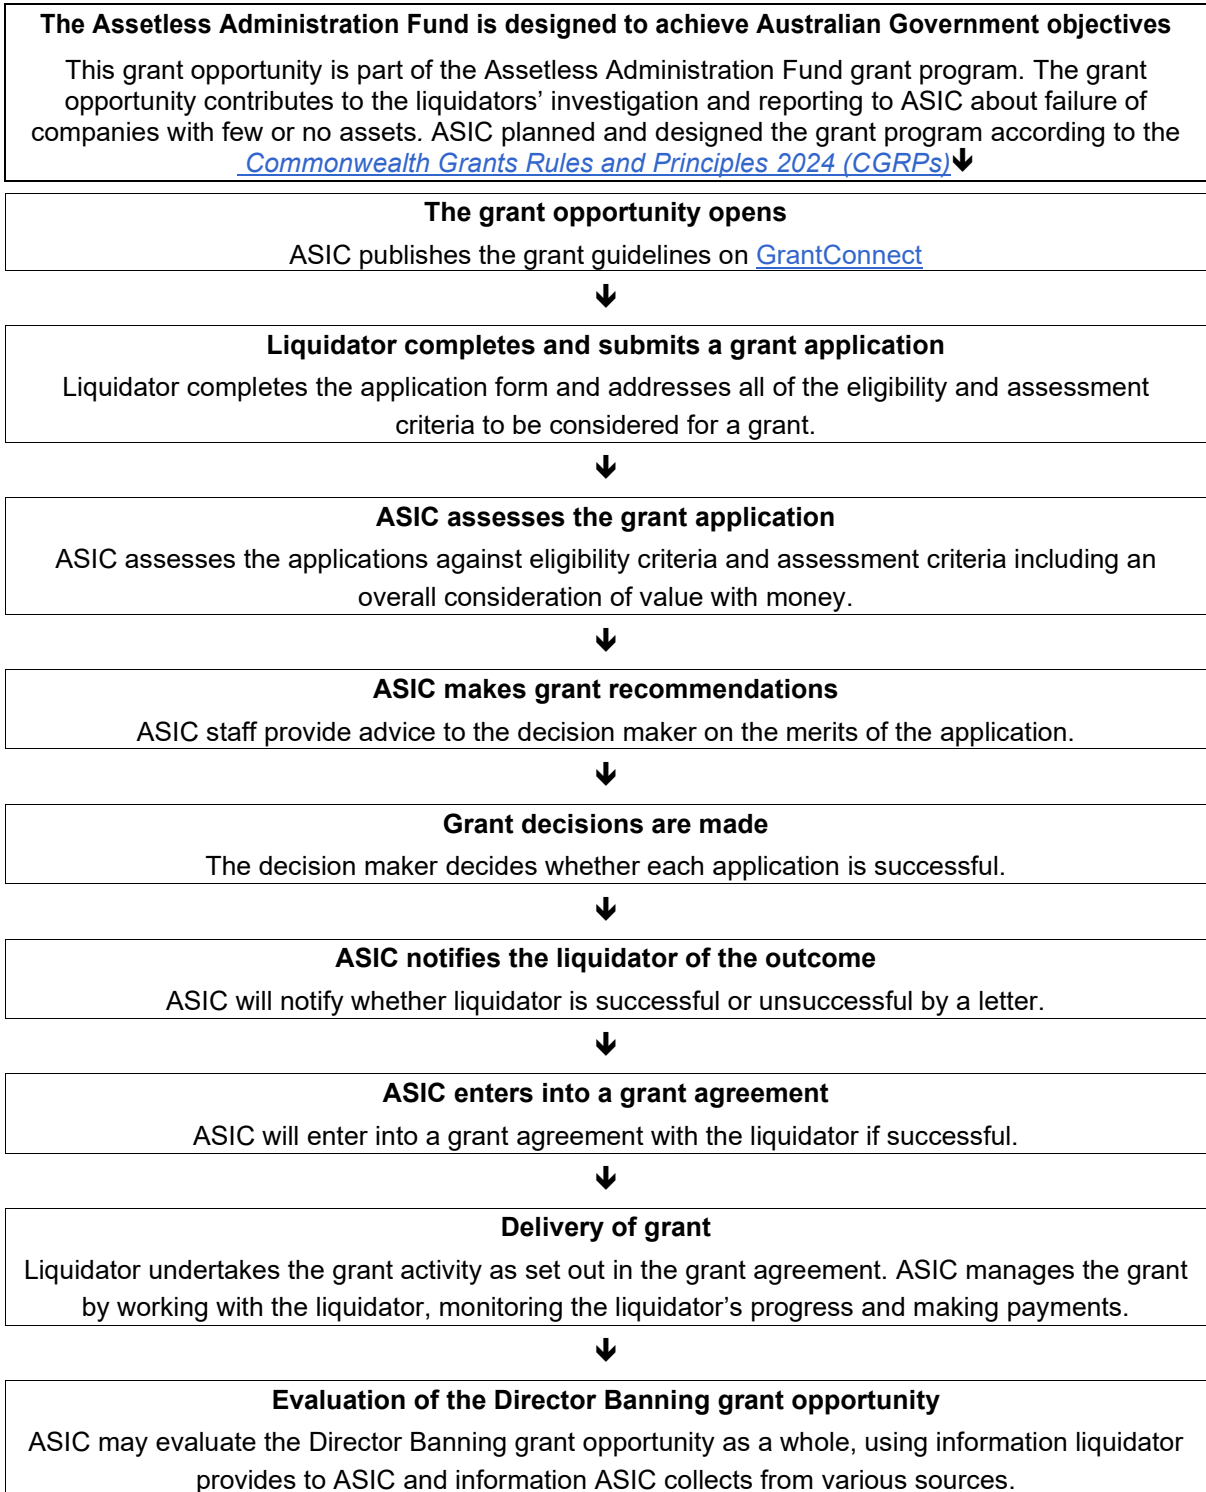 The Assetless Administration Fund is designed to achieve Australian Government objectives
This grant opportunity is part of the Assetless Administration Fund grant program. The grant
opportunity contributes to the liquidators’ investigation and reporting to ASIC about failure of
companies with few or no assets. ASIC planned and designed the grant program according to the
Commonwealth Grants Rules and Principles 2024 (CGRPs)🡻
The grant opportunity opens
ASIC publishes the grant guidelines on GrantConnect
🡻
Liquidator completes and submits a grant application
Liquidator completes the application form and addresses all of the eligibility and assessment
criteria to be considered for a grant.
🡻
ASIC assesses the grant application
ASIC assesses the applications against eligibility criteria and assessment criteria including an
overall consideration of value with money.
🡻
ASIC makes grant recommendations
ASIC staff provide advice to the decision maker on the merits of the application.
🡻
Grant decisions are made
The decision maker decides whether each application is successful.
🡻
ASIC notifies the liquidator of the outcome
ASIC will notify whether liquidator is successful or unsuccessful by a letter.
🡻
ASIC enters into a grant agreement
ASIC will enter into a grant agreement with the liquidator if successful.
🡻
Delivery of grant
Liquidator undertakes the grant activity as set out in the grant agreement. ASIC manages the grant
by working with the liquidator, monitoring the liquidator’s progress and making payments.
🡻
Evaluation of the Director Banning grant opportunity
ASIC may evaluate the Director Banning grant opportunity as a whole, using information liquidator
provides to ASIC and information ASIC collects from various sources.